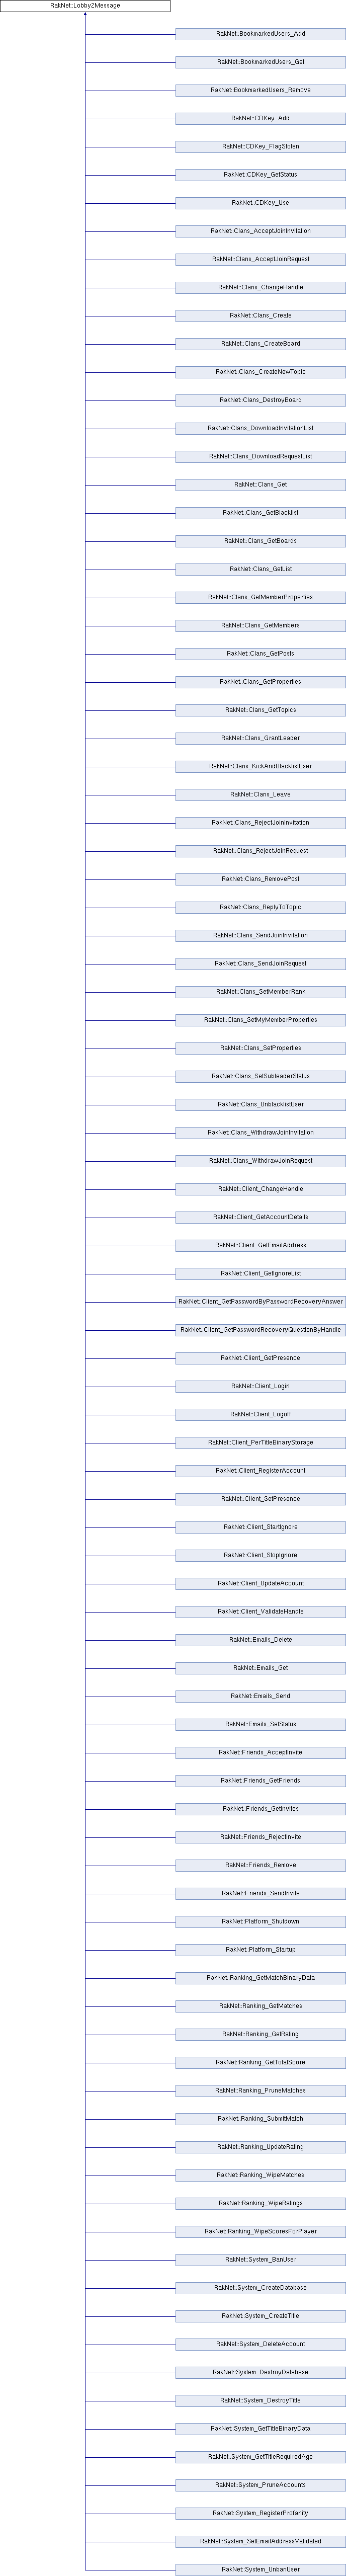 RakNet::Lobby2Message
RakNet::BookmarkedUsers_Add
RakNet::BookmarkedUsers_Get
RakNet::BookmarkedUsers_Remove
RakNet::CDKey_Add
RakNet::CDKey_FlagStolen
RakNet::CDKey_GetStatus
RakNet::CDKey_Use
RakNet::Clans_AcceptJoinInvitation
RakNet::Clans_AcceptJoinRequest
RakNet::Clans_ChangeHandle
RakNet::Clans_Create
RakNet::Clans_CreateBoard
RakNet::Clans_CreateNewTopic
RakNet::Clans_DestroyBoard
RakNet::Clans_DownloadInvitationList
RakNet::Clans_DownloadRequestList
RakNet::Clans_Get
RakNet::Clans_GetBlacklist
RakNet::Clans_GetBoards
RakNet::Clans_GetList
RakNet::Clans_GetMemberProperties
RakNet::Clans_GetMembers
RakNet::Clans_GetPosts
RakNet::Clans_GetProperties
RakNet::Clans_GetTopics
RakNet::Clans_GrantLeader
RakNet::Clans_KickAndBlacklistUser
RakNet::Clans_Leave
RakNet::Clans_RejectJoinInvitation
RakNet::Clans_RejectJoinRequest
RakNet::Clans_RemovePost
RakNet::Clans_ReplyToTopic
RakNet::Clans_SendJoinInvitation
RakNet::Clans_SendJoinRequest
RakNet::Clans_SetMemberRank
RakNet::Clans_SetMyMemberProperties
RakNet::Clans_SetProperties
RakNet::Clans_SetSubleaderStatus
RakNet::Clans_UnblacklistUser
RakNet::Clans_WithdrawJoinInvitation
RakNet::Clans_WithdrawJoinRequest
RakNet::Client_ChangeHandle
RakNet::Client_GetAccountDetails
RakNet::Client_GetEmailAddress
RakNet::Client_GetIgnoreList
RakNet::Client_GetPasswordByPasswordRecoveryAnswer
RakNet::Client_GetPasswordRecoveryQuestionByHandle
RakNet::Client_GetPresence
RakNet::Client_Login
RakNet::Client_Logoff
RakNet::Client_PerTitleBinaryStorage
RakNet::Client_RegisterAccount
RakNet::Client_SetPresence
RakNet::Client_StartIgnore
RakNet::Client_StopIgnore
RakNet::Client_UpdateAccount
RakNet::Client_ValidateHandle
RakNet::Emails_Delete
RakNet::Emails_Get
RakNet::Emails_Send
RakNet::Emails_SetStatus
RakNet::Friends_AcceptInvite
RakNet::Friends_GetFriends
RakNet::Friends_GetInvites
RakNet::Friends_RejectInvite
RakNet::Friends_Remove
RakNet::Friends_SendInvite
RakNet::Platform_Shutdown
RakNet::Platform_Startup
RakNet::Ranking_GetMatchBinaryData
RakNet::Ranking_GetMatches
RakNet::Ranking_GetRating
RakNet::Ranking_GetTotalScore
RakNet::Ranking_PruneMatches
RakNet::Ranking_SubmitMatch
RakNet::Ranking_UpdateRating
RakNet::Ranking_WipeMatches
RakNet::Ranking_WipeRatings
RakNet::Ranking_WipeScoresForPlayer
RakNet::System_BanUser
RakNet::System_CreateDatabase
RakNet::System_CreateTitle
RakNet::System_DeleteAccount
RakNet::System_DestroyDatabase
RakNet::System_DestroyTitle
RakNet::System_GetTitleBinaryData
RakNet::System_GetTitleRequiredAge
RakNet::System_PruneAccounts
RakNet::System_RegisterProfanity
RakNet::System_SetEmailAddressValidated
RakNet::System_UnbanUser